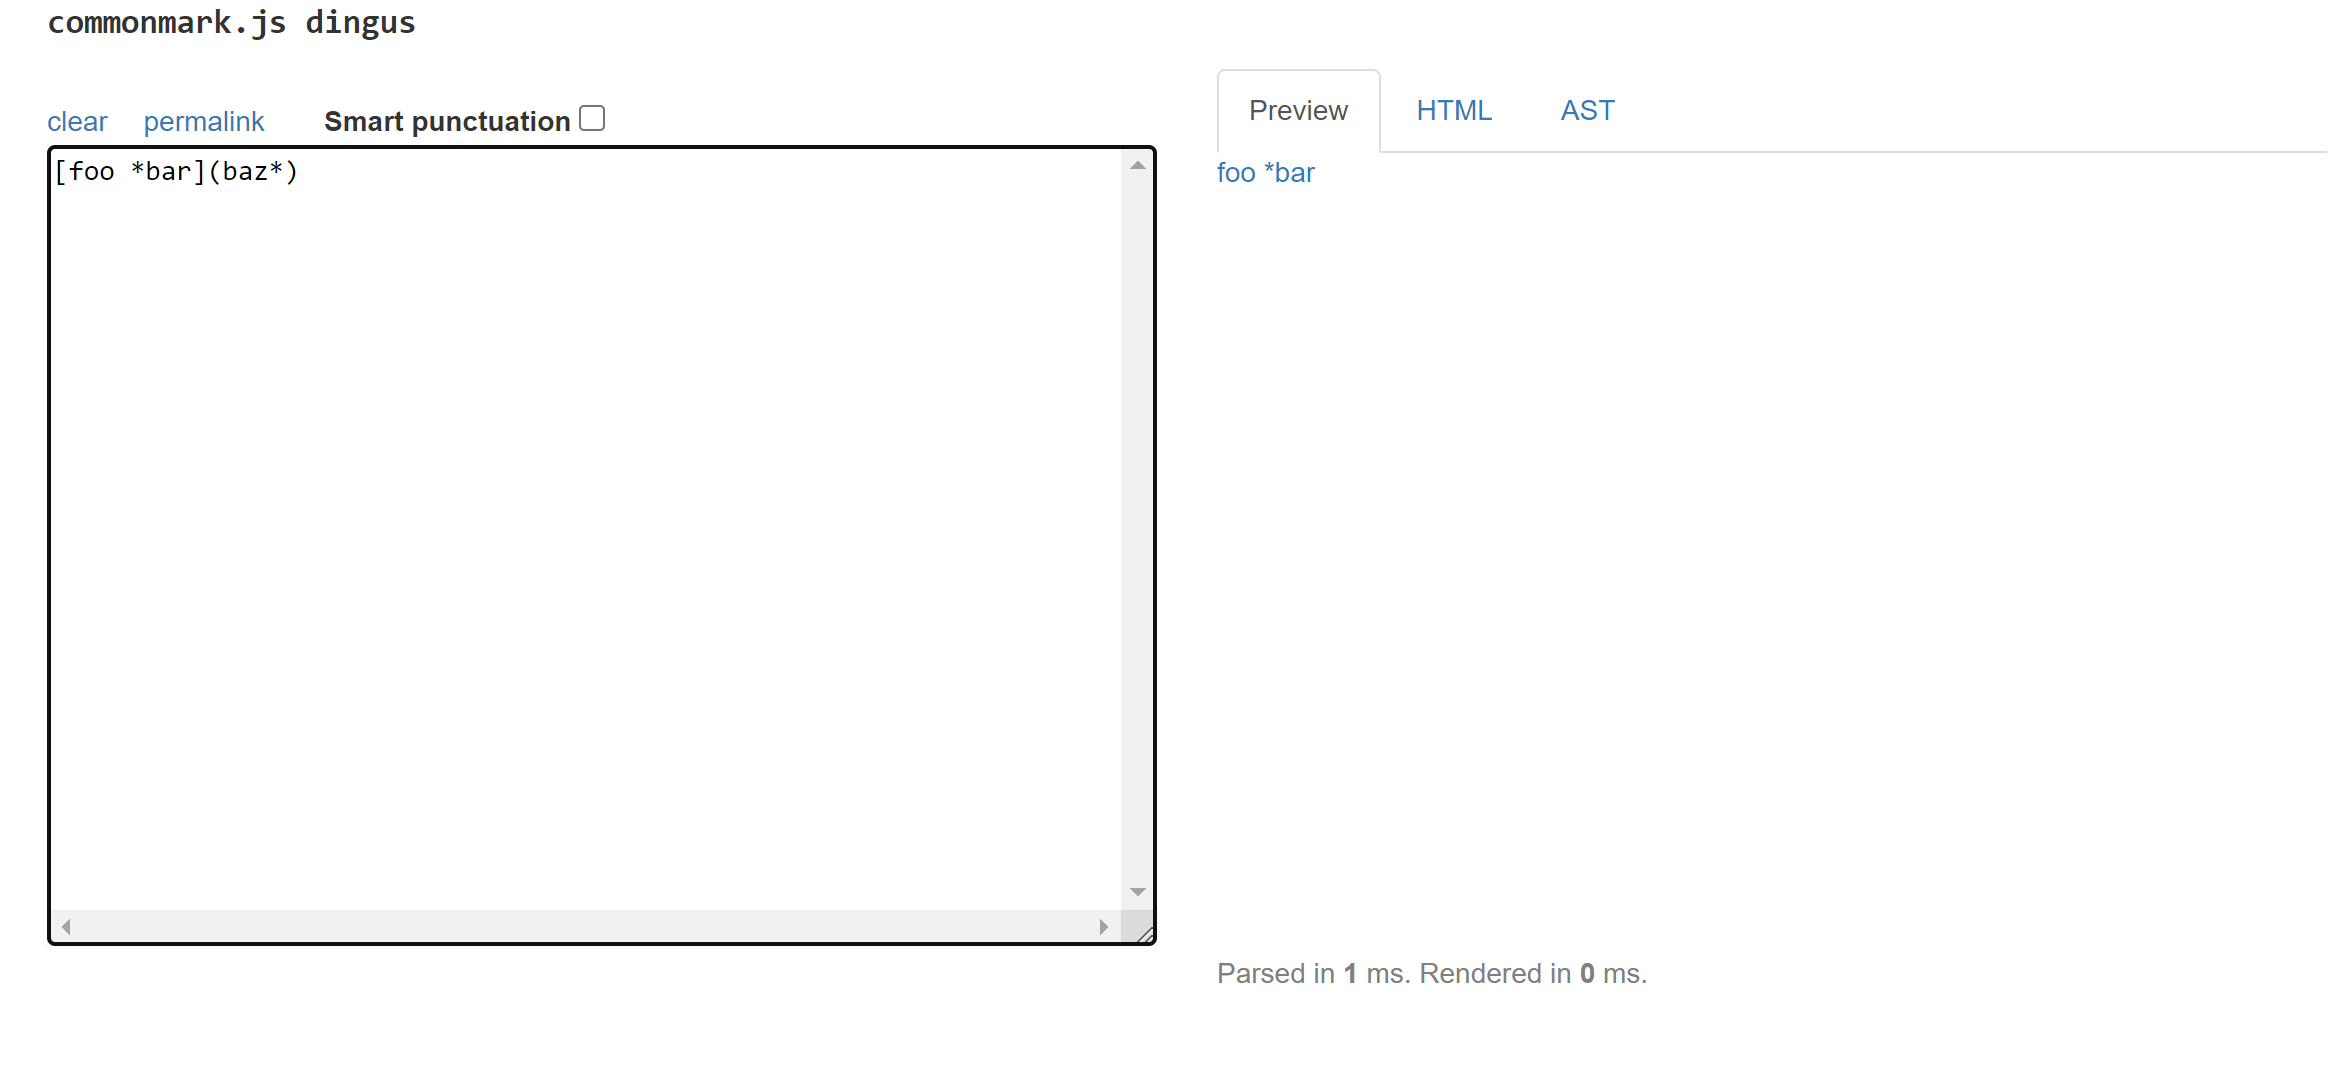 commonmark.js dingus
clear permalink Smart punctuation
[foo *bar](baz*)
Preview HTML AST
foo *bar
Parsed in 1 ms. Rendered in 0 ms.